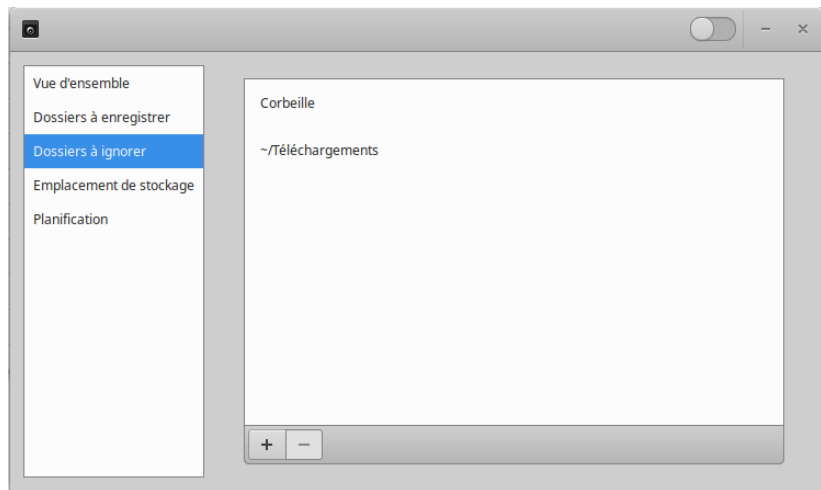 Vue d'ensemble
Dossiers à enregistrer
Dossiers à ignorer
Emplacement de stockage
Planification
Corbeille
~/Téléchargements